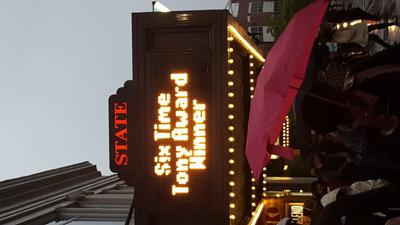 STATE
Six Time
Tony Award
Winner